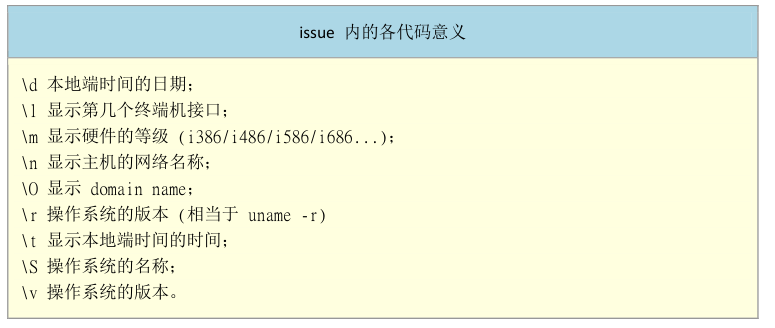 issue 内的各代码意义
\d 本地端时间的日期;
\l 显示第几个终端机接口;
\m 显示硬件的等级 (i386/i486/i586/i686...);
\n 显示主机的网络名称;
\O 显示 domain name;
\r 操作系统的版本 (相当于 uname -r)
\t 显示本地端时间的时间;
\S 操作系统的名称;
\v 操作系统的版本。